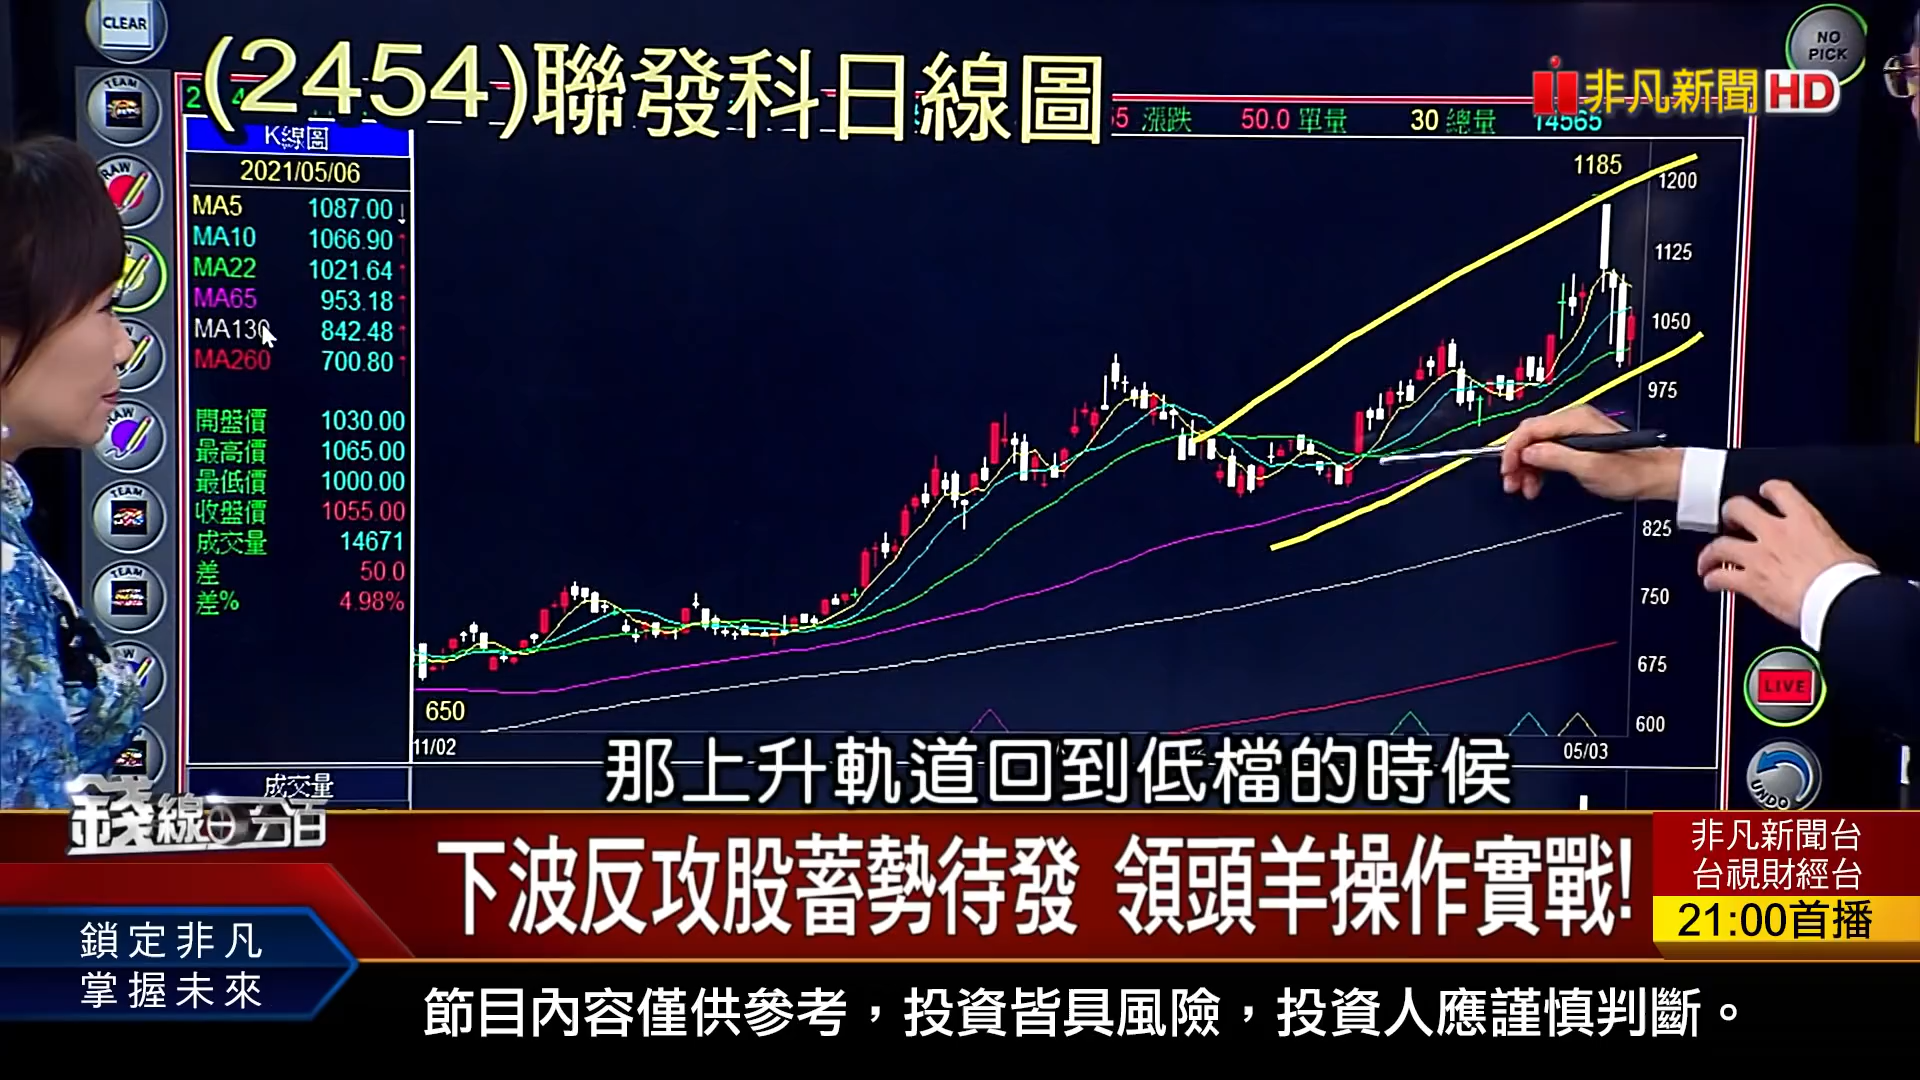 CLEAR
NO PICK
(2454)聯發科日線圖
非凡新聞HD
漲跌 50.0 單量 30 總量 14565
K線圖
2021/05/06
MA5 1087.00↓
MA10 1066.90↑
MA22 1021.64↑
MA65 953.18↑
MA130 842.48↑
MA260 700.80↑
開盤價 1030.00
最高價 1065.00
最低價 1000.00
收盤價 1055.00
成交量 14671
差 50.0
差% 4.98%
TEAM
RAW
RAW
TEAM
TEAM
1185
1200
1125
1050
975
825
750
675
600
650
11/02
05/03
LIVE
UNDO
成交量
那上升軌道回到低檔的時候
錢線百分百
下波反攻股蓄勢待發 領頭羊操作實戰!
非凡新聞台
台視財經台
21:00首播
鎖定非凡
掌握未來
節目內容僅供參考，投資皆具風險，投資人應謹慎判斷。